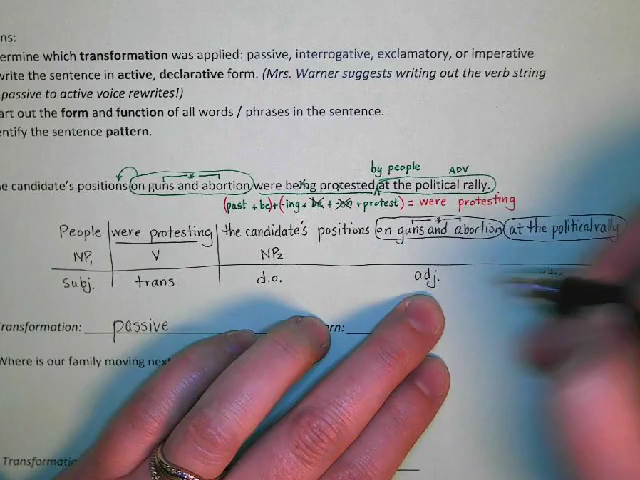 ns:
ermine which transformation was applied: passive, interrogative, exclamatory, or imperative
write the sentence in active, declarative form. (Mrs. Warner suggests writing out the verb string
passive to active voice rewrites!)
art out the form and function of all words / phrases in the sentence.
entify the sentence pattern.
by people ADV
e candidate's positions on guns and abortion were being protested at the political rally.
(past + be) + (-ing + be + -en + protest) = were protesting
People were protesting the candidate's positions on guns and abortion at the political rally
NP1 V NP2
Subj. trans d.o. adj.
ransformation: passive rn:
Where is our family moving nex
Transformatio